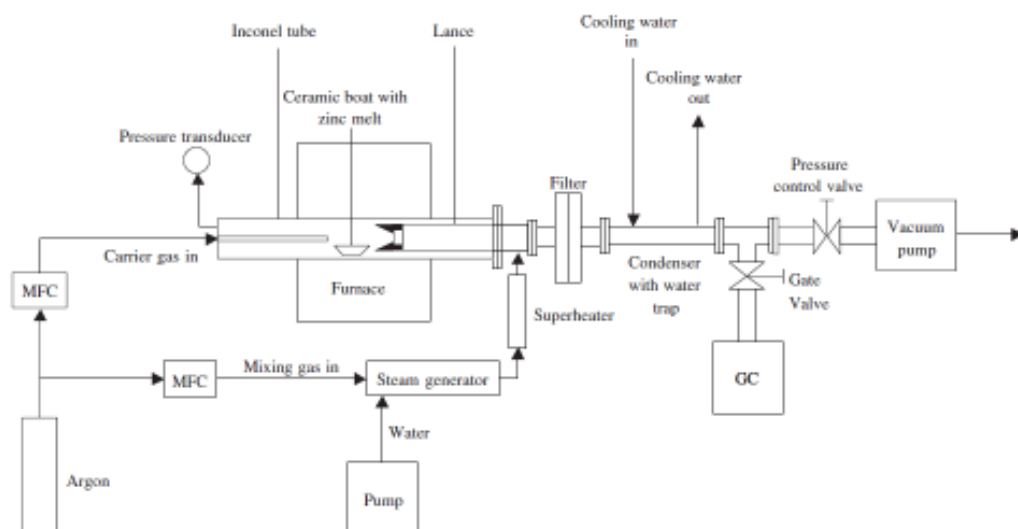 Inconel tube
Lance
Cooling water
in
Cooling water
out
Ceramic boat with
zinc melt
Pressure transducer
Pressure
control valve
Filter
Vacuum
pump
Carrier gas in
MFC
Furnace
Condenser
with water
trap
Gate
Valve
Superheater
Mixing gas in
MFC
Steam generator
GC
Water
Argon
Pump